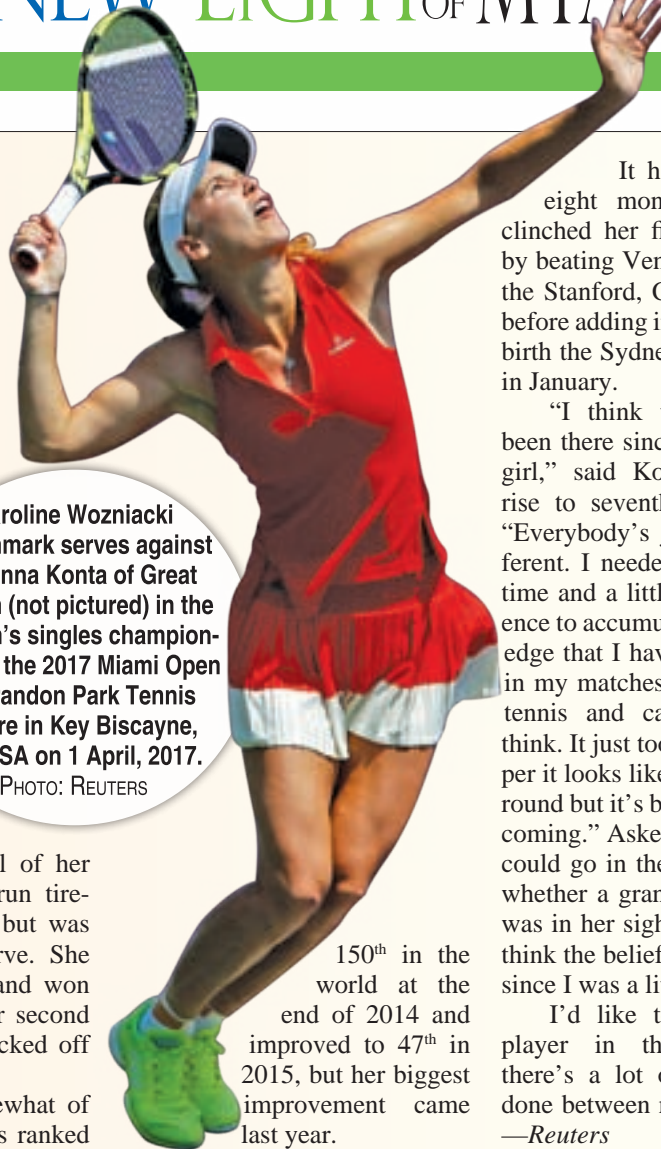 NEW LIGHT OF MYA
roline Wozniacki
nmark serves against
nna Konta of Great
n (not pictured) in the
n’s singles champion-
the 2017 Miami Open
randon Park Tennis
re in Key Biscayne,
SA on 1 April, 2017.
PHOTO: REUTERS
l of her
run tire-
but was
rve. She
and won
r second
cked off
ewhat of
s ranked
150th in the
world at the
end of 2014 and
improved to 47th in
2015, but her biggest
improvement came
last year.
It h
eight mon
clinched her fi
by beating Ven
the Stanford, C
before adding i
birth the Sydne
in January.
“I think
been there sinc
girl,” said Ko
rise to seventh
“Everybody’s
ferent. I neede
time and a littl
ence to accumu
edge that I hav
in my matches
tennis and ca
think. It just too
per it looks like
round but it’s b
coming.” Aske
could go in the
whether a gran
was in her sigh
think the belief
since I was a li
I’d like t
player in th
there’s a lot o
done between
—Reuters